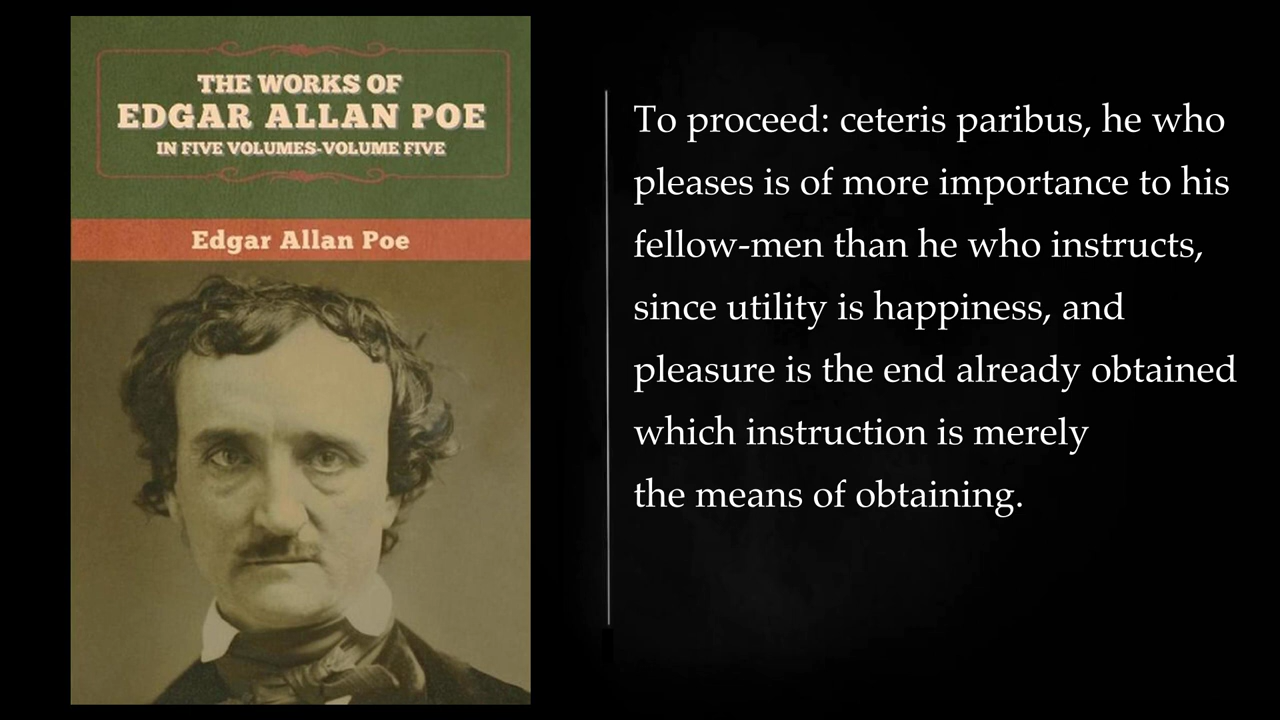 THE WORKS OF
EDGAR ALLAN POE
IN FIVE VOLUMES-VOLUME FIVE
Edgar Allan Poe
To proceed: ceteris paribus, he who
pleases is of more importance to his
fellow-men than he who instructs,
since utility is happiness, and
pleasure is the end already obtained
which instruction is merely
the means of obtaining.